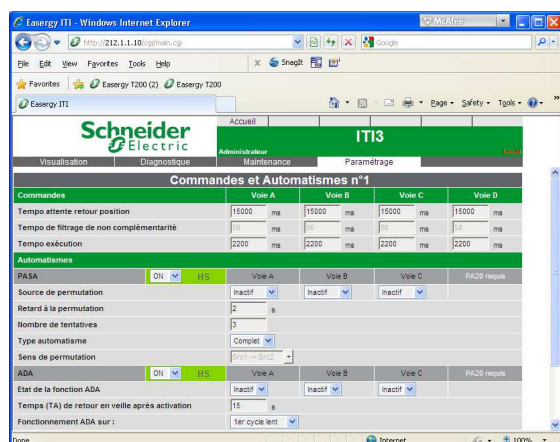 Easergy ITI - Windows Internet Explorer
McAfee
http://212.1.1.10/cgi/main.cgi
Google
File Edit View Favorites Tools Help
SnagIt
Favorites Easergy T200 (2) Easergy T200
Easergy ITI
Page Safety Tools
Schneider
Electric
Accueil
ITI3
Administrateur
Visualisation Diagnostique Maintenance Paramétrage
Commandes et Automatismes n°1
Commandes Voie A Voie B Voie C Voie D
Tempo attente retour position 15000 ms 15000 ms 15000 ms 15000 ms
Tempo de filtrage de non complémentarité 50 ms 50 ms 50 ms 50 ms
Tempo exécution 2200 ms 2200 ms 2200 ms 2200 ms
Automatismes
PASA ON HS Voie A Voie B Voie C PA20 requis
Source de permutation Inactif Inactif Inactif
Retard à la permutation 2 s
Nombre de tentatives 3
Type automatisme Complet
Sens de permutation Src1 -> Src2
ADA ON HS Voie A Voie B Voie C PA20 requis
Etat de la fonction ADA Inactif Inactif Inactif
Temps (TA) de retour en veille après activation 15 s
Fonctionnement ADA sur : 1er cycle lent
Done Internet 100%